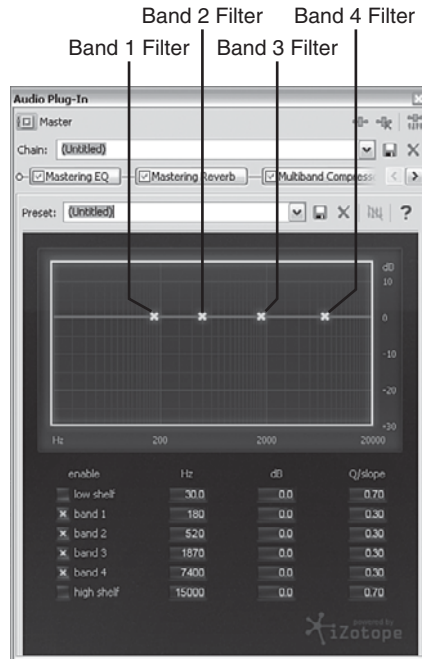 Band 2 Filter Band 4 Filter
Band 1 Filter Band 3 Filter
Audio Plug-In
Master
Chain: (Untitled)
Mastering EQ Mastering Reverb Multiband Compress
Preset: (Untitled) ?
dB
10
0
-10
-20
-30
Hz 200 2000 20000
enable Hz dB Q/slope
low shelf 30.0 0.0 0.70
band 1 180 0.0 0.30
band 2 520 0.0 0.30
band 3 1870 0.0 0.30
band 4 7400 0.0 0.30
high shelf 15000 0.0 0.70
powered by
iZotope